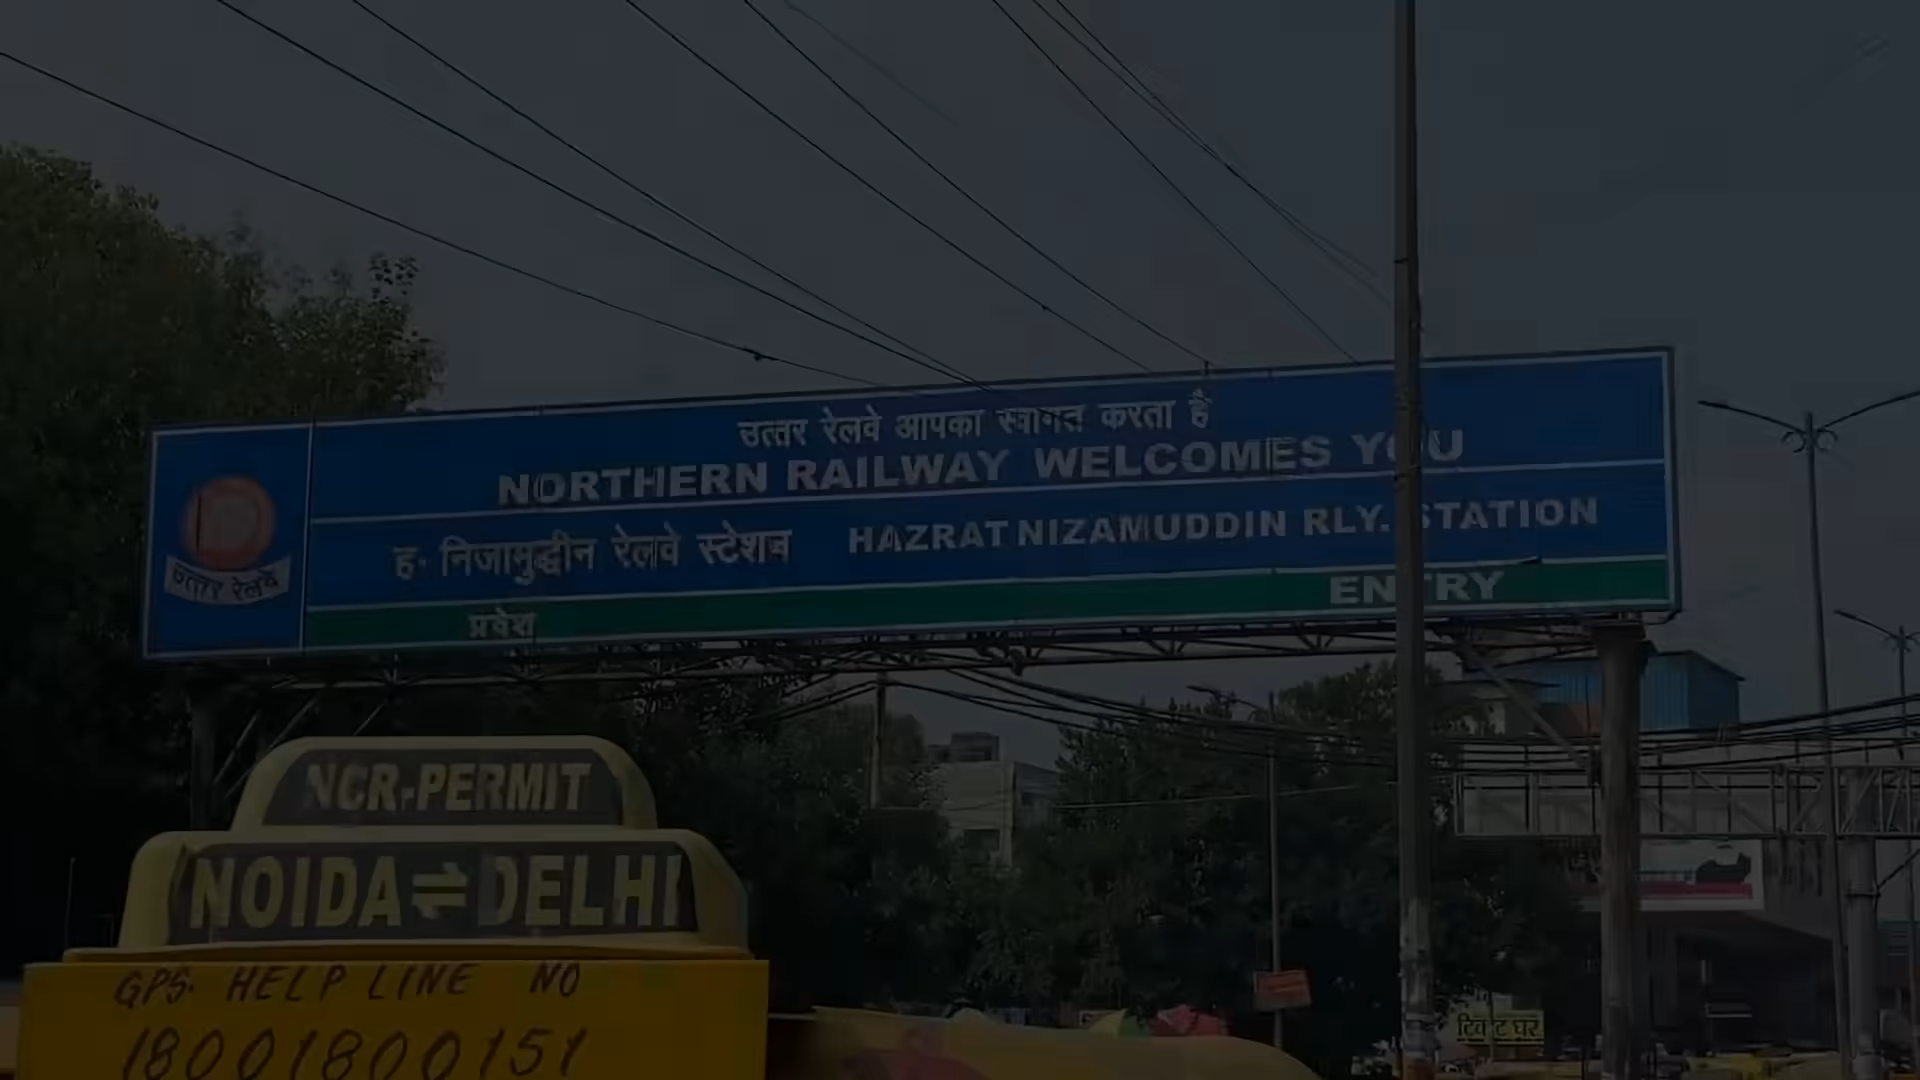 उत्तर रेलवे आपका स्वागत करता है
NORTHERN RAILWAY WELCOMES YOU
ह॰ निजामुद्धीन रेलवे स्टेशन HAZRAT NIZAMUDDIN RLY. STATION
उत्तर रेलवे
प्रवेश ENTRY
NCR-PERMIT
NOIDA ⇌ DELHI
GPS. HELP LINE NO
18001800151
टिकट घर